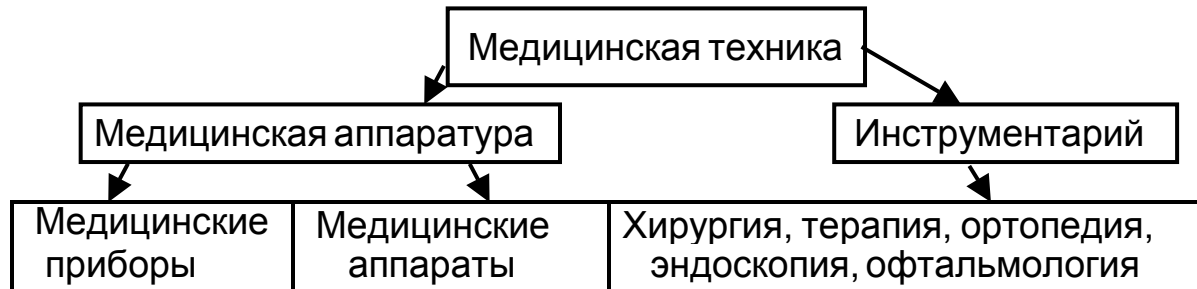 Медицинская техника
Медицинская аппаратура
Инструментарий
Медицинские
приборы
Медицинские
аппараты
Хирургия, терапия, ортопедия,
эндоскопия, офтальмология